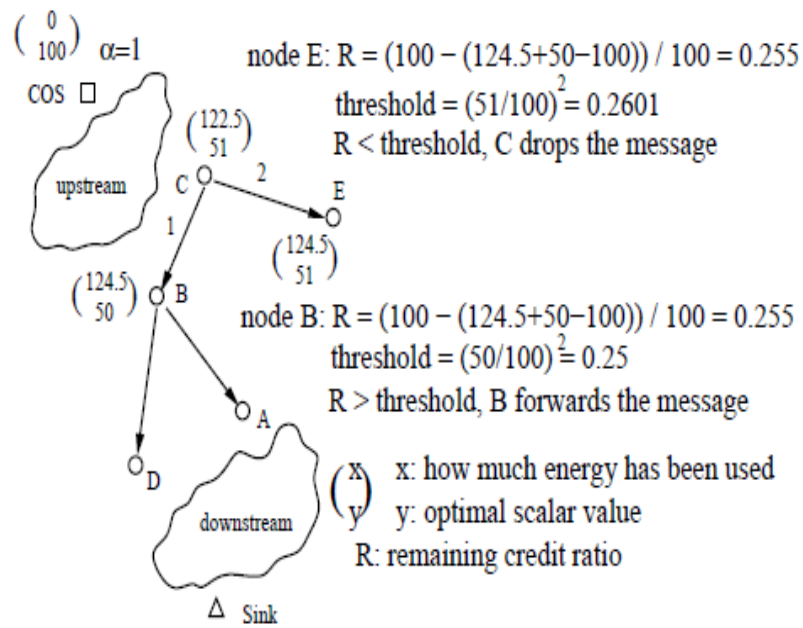 ( 0 100 ) α=1
COS
node E: R = (100 − (124.5+50−100)) / 100 = 0.255
threshold = (51/100)² = 0.2601
R < threshold, C drops the message
( 122.5 51 )
upstream
C
2
E
1
( 124.5 51 )
( 124.5 50 )
B
node B: R = (100 − (124.5+50−100)) / 100 = 0.255
threshold = (50/100)² = 0.25
R > threshold, B forwards the message
A
D
( x y ) x: how much energy has been used
y: optimal scalar value
downstream
R: remaining credit ratio
Sink